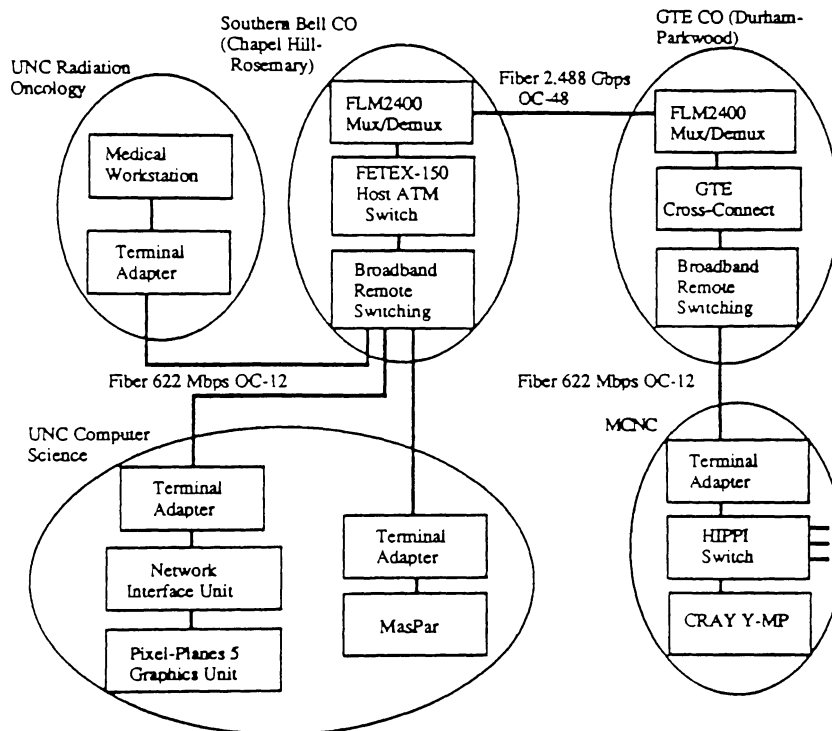 Southern Bell CO
(Chapel Hill-
Rosemary)
GTE CO (Durham-
Parkwood)
UNC Radiation
Oncology
Fiber 2.488 Gbps
OC-48
FLM2400
Mux/Demux
FLM2400
Mux/Demux
Medical
Workstation
FETEX-150
Host ATM
Switch
GTE
Cross-Connect
Terminal
Adapter
Broadband
Remote
Switching
Broadband
Remote
Switching
Fiber 622 Mbps OC-12
Fiber 622 Mbps OC-12
UNC Computer
Science
MCNC
Terminal
Adapter
Terminal
Adapter
Terminal
Adapter
Network
Interface Unit
HIPPI
Switch
MasPar
CRAY Y-MP
Pixel-Planes 5
Graphics Unit